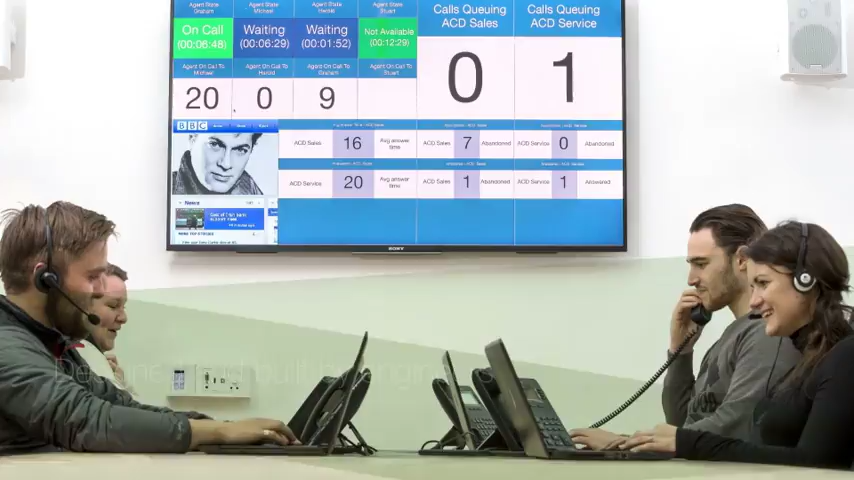 Agent State Graham
Agent State Michael
Agent State Harold
Agent State Stuart
Calls Queuing ACD Sales
Calls Queuing ACD Service
On Call (00:06:48)
Waiting (00:06:29)
Waiting (00:01:52)
Not Available (00:12:29)
0
1
Agent On Call To Michael
Agent On Call To Harold
Agent On Call To Graham
Agent On Call To Stuart
20
0
9
BBC
ACD Sales 16 Avg answer time
ACD Sales 7 Abandoned
ACD Service 0 Abandoned
ACD Service 20 Avg answer time
ACD Sales 1 Abandoned
ACD Service 1 Answered
News
SONY